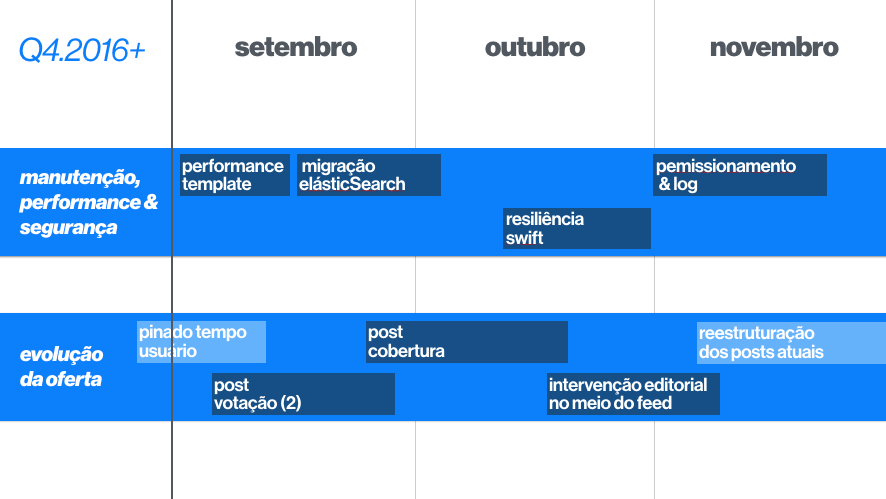 Q4.2016+
setembro
outubro
novembro
manutenção,
performance &
segurança
performance
template
migração
elásticSearch
resiliência
swift
pemissionamento
& log
evolução
da oferta
pinado tempo
usuário
post
votação (2)
post
cobertura
intervenção editorial
no meio do feed
reestruturação
dos posts atuais